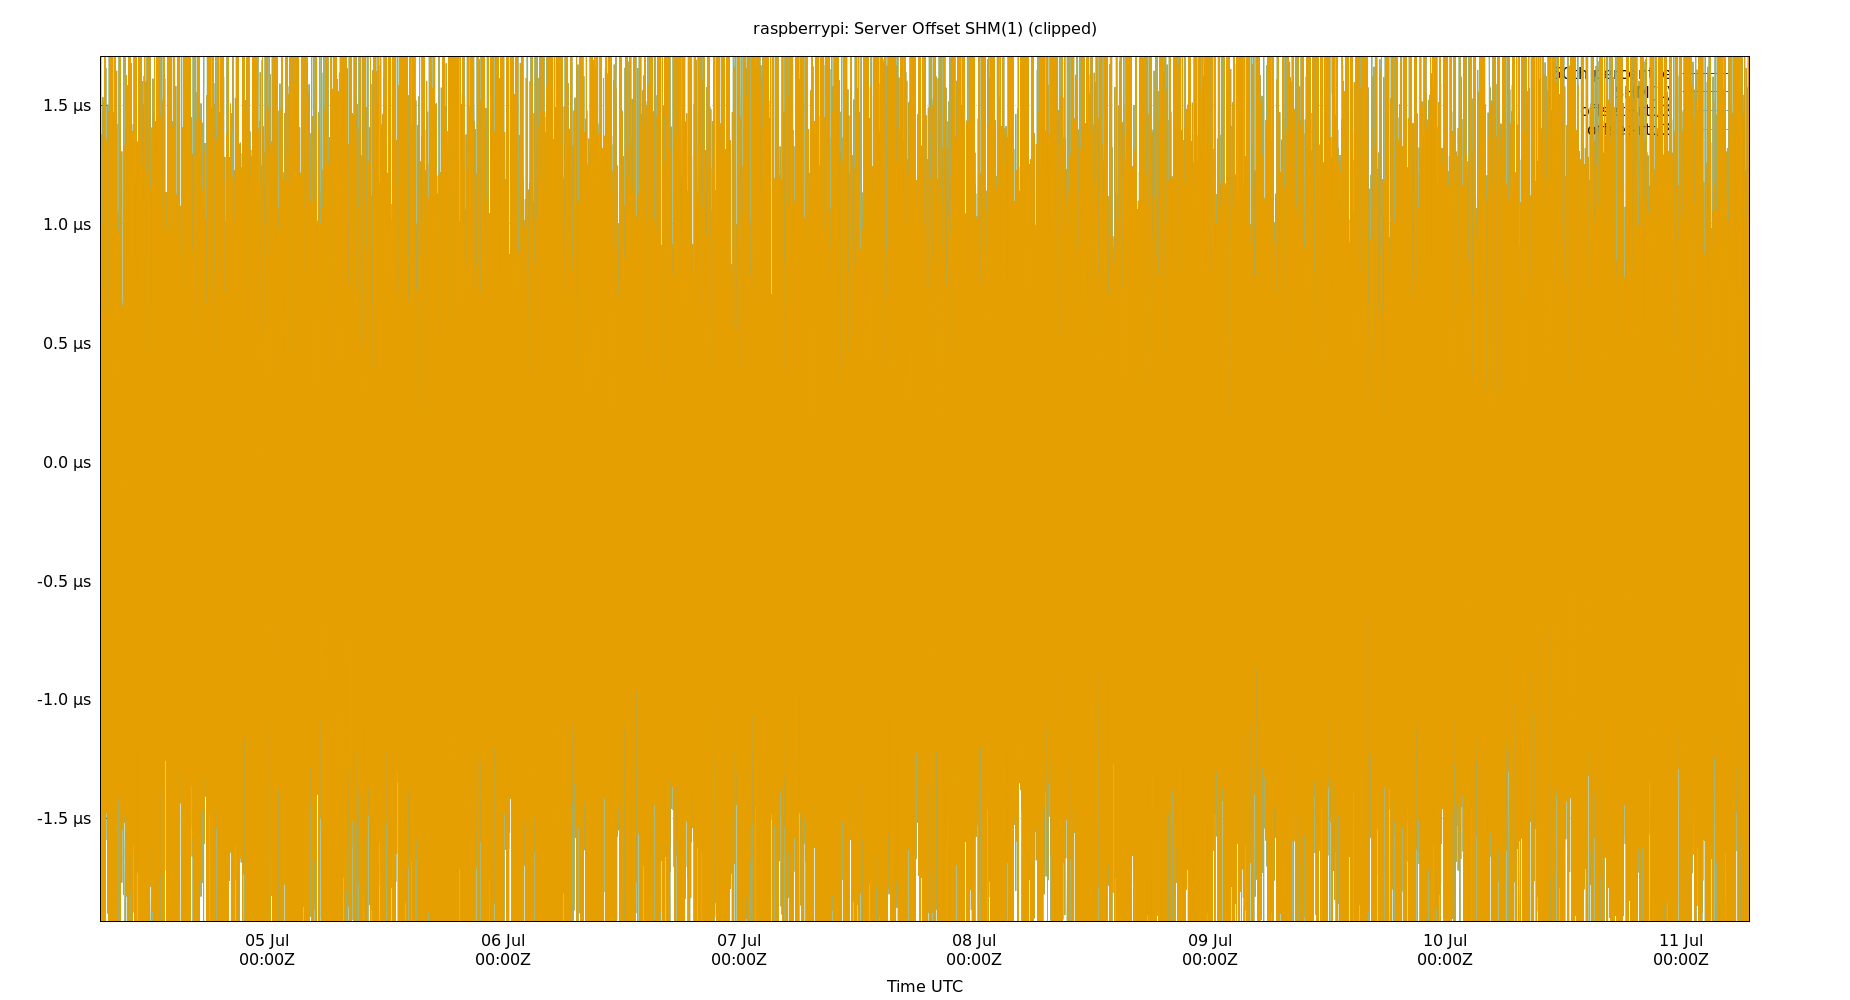 raspberrypi: Server Offset SHM(1) (clipped)
1.5 µs
1.0 µs
0.5 µs
0.0 µs
-0.5 µs
-1.0 µs
-1.5 µs
05 Jul 06 Jul 07 Jul 08 Jul 09 Jul 10 Jul 11 Jul
00:00Z 00:00Z 00:00Z 00:00Z 00:00Z 00:00Z 00:00Z
Time UTC